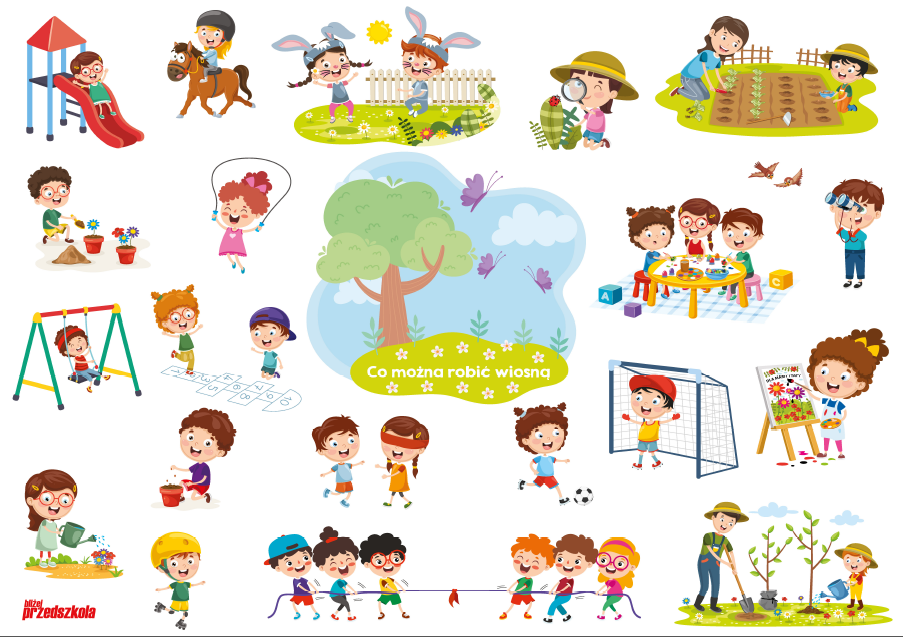 A
C
Co można robić wiosną
bliżej
przedszkola